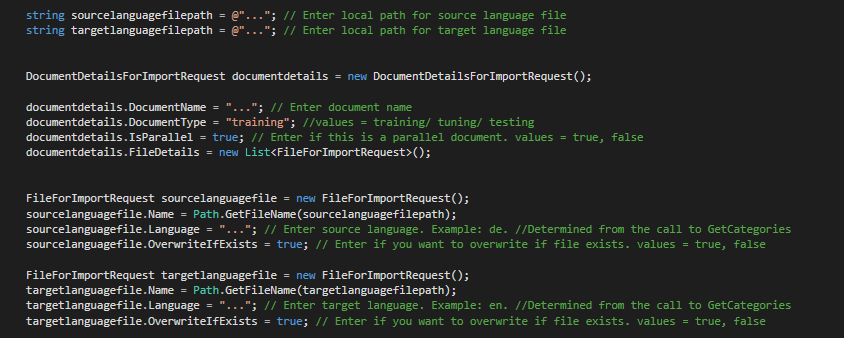 string sourcelanguagefilepath = @"..."; // Enter local path for source language file
string targetlanguagefilepath = @"..."; // Enter local path for target language file
DocumentDetailsForImportRequest documentdetails = new DocumentDetailsForImportRequest();
documentdetails.DocumentName = "..."; // Enter document name
documentdetails.DocumentType = "training"; //values = training/ tuning/ testing
documentdetails.IsParallel = true; // Enter if this is a parallel document. values = true, false
documentdetails.FileDetails = new List<FileForImportRequest>();
FileForImportRequest sourcelanguagefile = new FileForImportRequest();
sourcelanguagefile.Name = Path.GetFileName(sourcelanguagefilepath);
sourcelanguagefile.Language = "..."; // Enter source language. Example: de. //Determined from the call to GetCategories
sourcelanguagefile.OverwriteIfExists = true; // Enter if you want to overwrite if file exists. values = true, false
FileForImportRequest targetlanguagefile = new FileForImportRequest();
targetlanguagefile.Name = Path.GetFileName(targetlanguagefilepath);
targetlanguagefile.Language = "..."; // Enter target language. Example: en. //Determined from the call to GetCategories
targetlanguagefile.OverwriteIfExists = true; // Enter if you want to overwrite if file exists. values = true, false